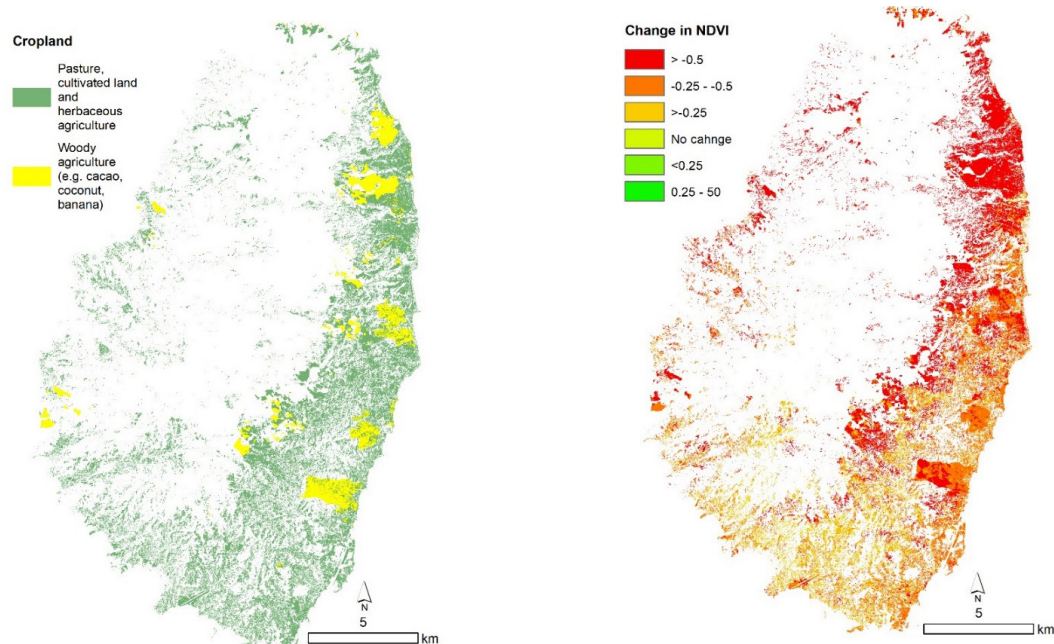 Cropland
Pasture,
cultivated land
and
herbaceous
agriculture
Woody
agriculture
(e.g. cacao,
coconut,
banana)
N
5
km
Change in NDVI
> -0.5
-0.25 - -0.5
>-0.25
No cahnge
<0.25
0.25 - 50
N
5
km